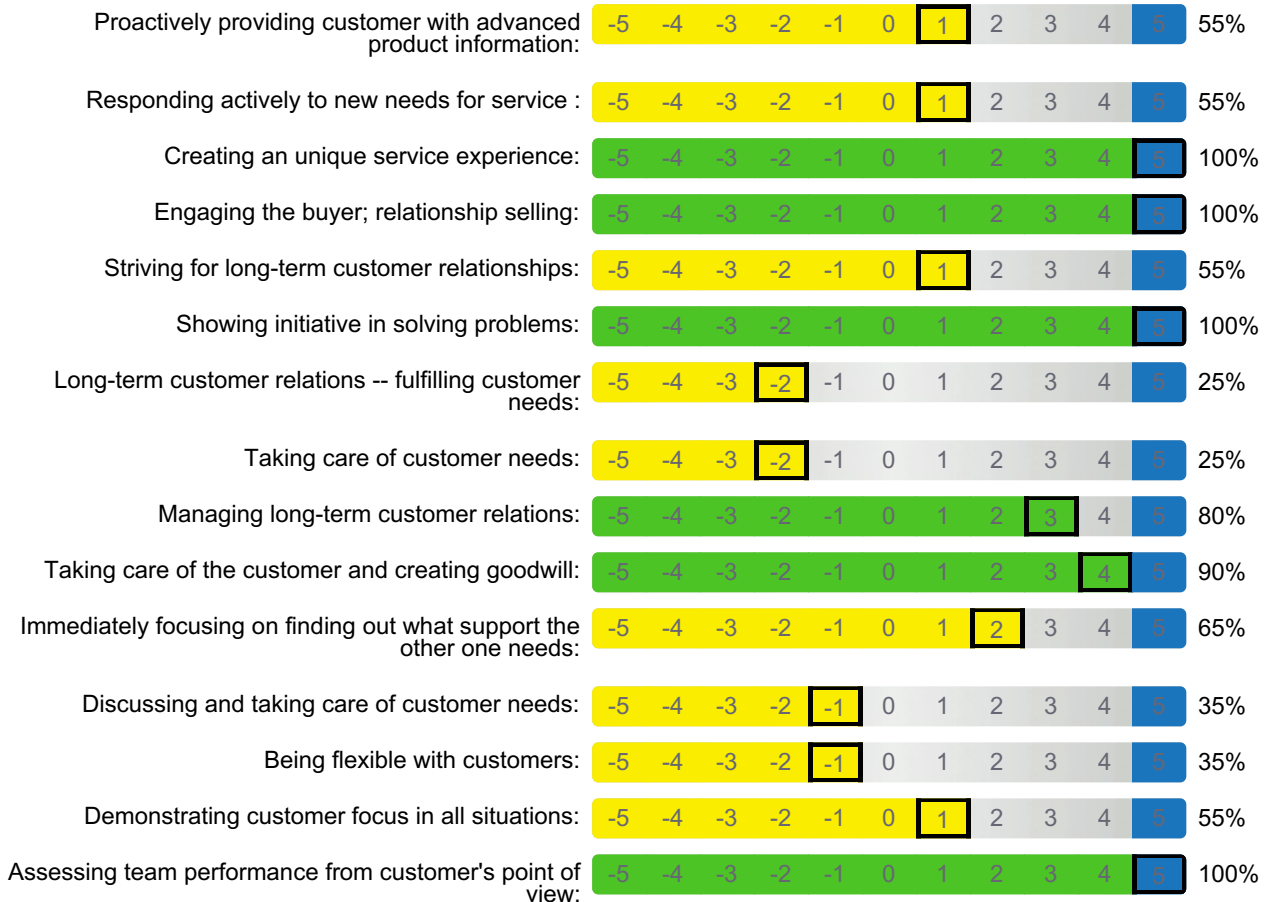 Proactively providing customer with advanced
product information:
-5 -4 -3 -2 -1 0 1 2 3 4 5 55%
Responding actively to new needs for service :
-5 -4 -3 -2 -1 0 1 2 3 4 5 55%
Creating an unique service experience:
-5 -4 -3 -2 -1 0 1 2 3 4 5 100%
Engaging the buyer; relationship selling:
-5 -4 -3 -2 -1 0 1 2 3 4 5 100%
Striving for long-term customer relationships:
-5 -4 -3 -2 -1 0 1 2 3 4 5 55%
Showing initiative in solving problems:
-5 -4 -3 -2 -1 0 1 2 3 4 5 100%
Long-term customer relations -- fulfilling customer
needs:
-5 -4 -3 -2 -1 0 1 2 3 4 5 25%
Taking care of customer needs:
-5 -4 -3 -2 -1 0 1 2 3 4 5 25%
Managing long-term customer relations:
-5 -4 -3 -2 -1 0 1 2 3 4 5 80%
Taking care of the customer and creating goodwill:
-5 -4 -3 -2 -1 0 1 2 3 4 5 90%
Immediately focusing on finding out what support the
other one needs:
-5 -4 -3 -2 -1 0 1 2 3 4 5 65%
Discussing and taking care of customer needs:
-5 -4 -3 -2 -1 0 1 2 3 4 5 35%
Being flexible with customers:
-5 -4 -3 -2 -1 0 1 2 3 4 5 35%
Demonstrating customer focus in all situations:
-5 -4 -3 -2 -1 0 1 2 3 4 5 55%
Assessing team performance from customer's point of
view:
-5 -4 -3 -2 -1 0 1 2 3 4 5 100%